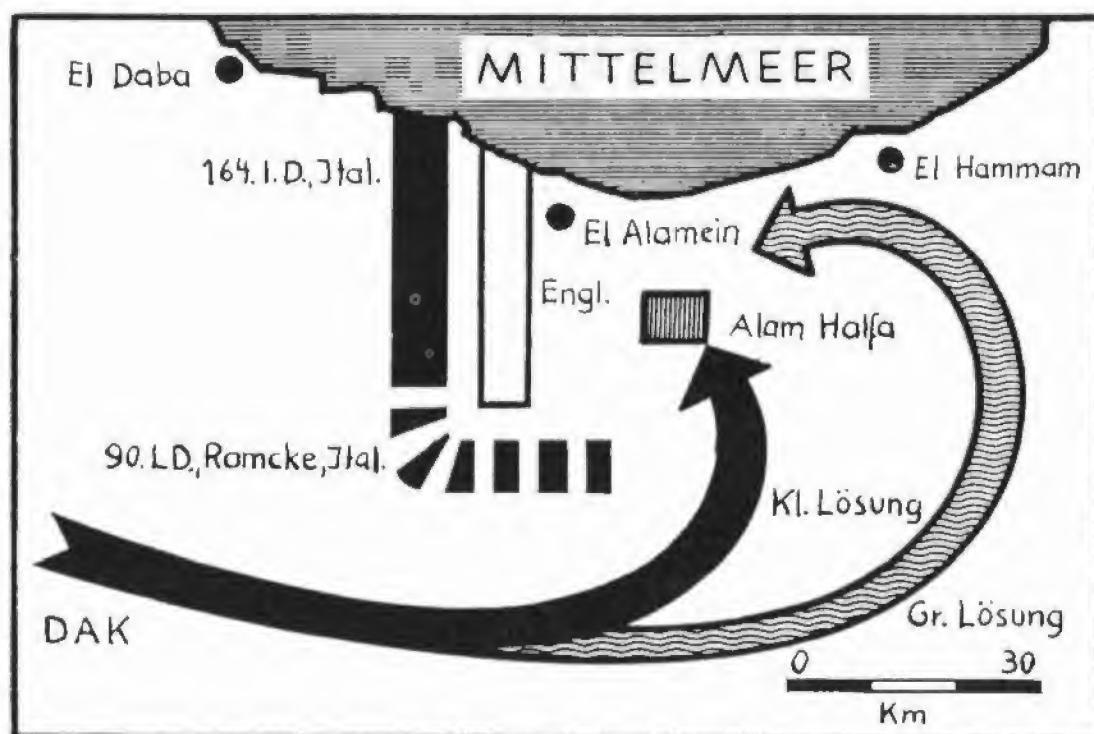 MITTELMEER
El Daba
164. I.D., Ital.
El Hammam
El Alamein
Engl.
Alam Halfa
90. LD., Ramcke, Ital.
Kl. Lösung
DAK
Gr. Lösung
0 30
Km